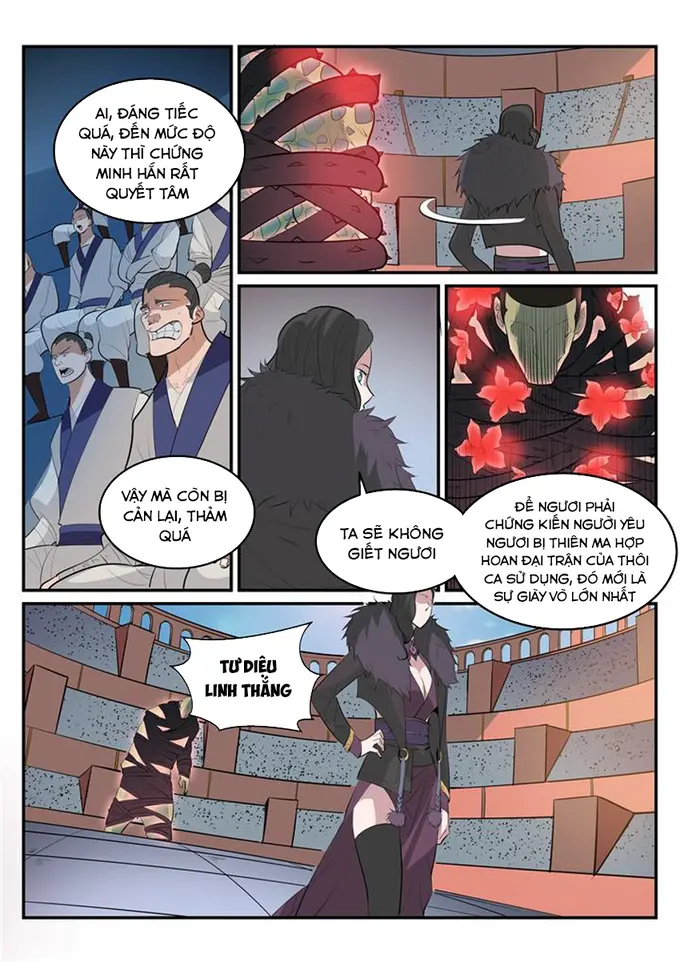 AI, ĐÁNG TIẾC
QUÁ, ĐẾN MỨC ĐỘ
NÀY THÌ CHỨNG
MINH HẮN RẤT
QUYẾT TÂM
VẬY MÀ CÒN BỊ
CẢN LẠI, THẢM
QUÁ
TA SẼ KHÔNG
GIẾT NGƯƠI
ĐỂ NGƯƠI PHẢI
CHỨNG KIẾN NGƯỜI YÊU
NGƯƠI BỊ THIÊN MA HỢP
HOAN ĐẠI TRẬN CỦA THÔI
CA SỬ DỤNG, ĐÓ MỚI LÀ
SỰ GIÀY VÒ LỚN NHẤT
TƯ DIỆU
LINH THẮNG